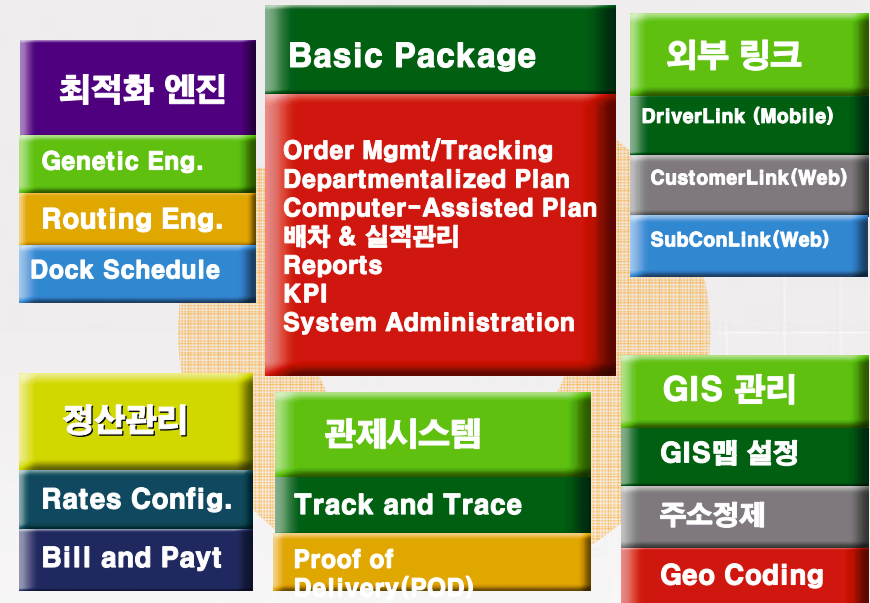 최적화 엔진
Genetic Eng.
Routing Eng.
Dock Schedule
Basic Package
Order Mgmt/Tracking
Departmentalized Plan
Computer-Assisted Plan
배차 & 실적관리
Reports
KPI
System Administration
외부 링크
DriverLink (Mobile)
CustomerLink(Web)
SubConLink(Web)
정산관리
Rates Config.
Bill and Payt
관제시스템
Track and Trace
Proof of
Delivery(POD)
GIS 관리
GIS맵 설정
주소정제
Geo Coding